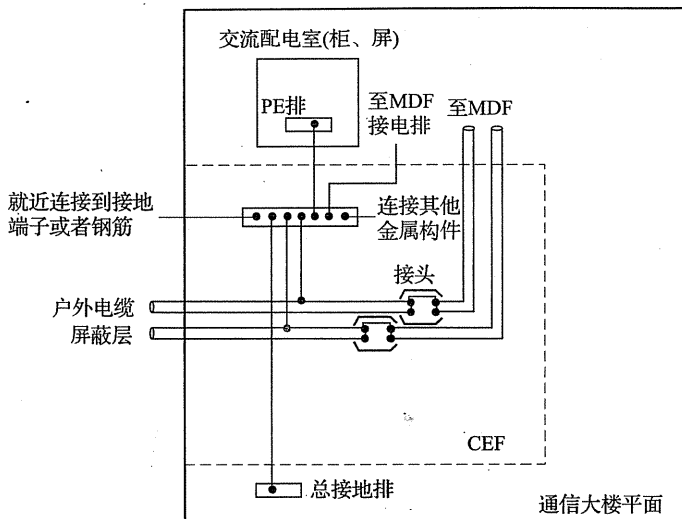 交流配电室(柜、屏)
PE排
至MDF
接电排
至MDF
就近连接到接地
端子或者钢筋
连接其他
金属构件
接头
户外电缆
屏蔽层
CEF
总接地排
通信大楼平面